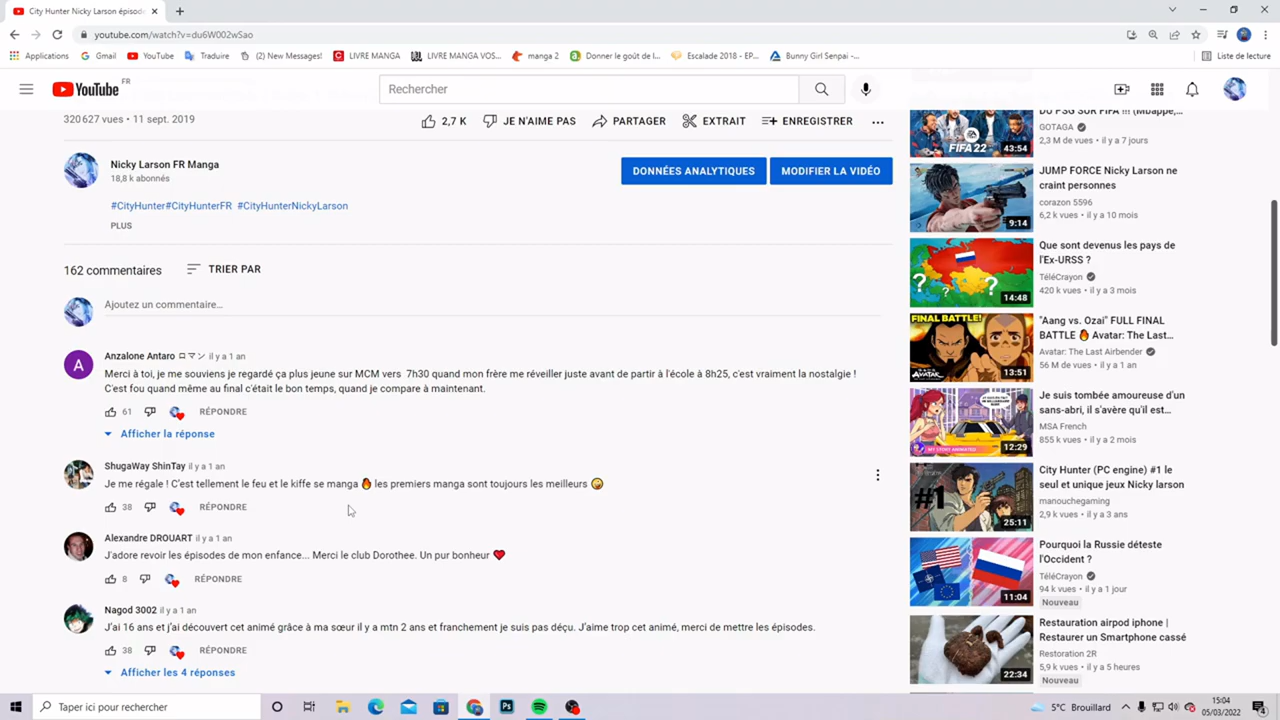 City Hunter Nicky Larson épisod
youtube.com/watch?v=du6W002wSao
Applications Gmail YouTube Traduire (2) New Messages! LIVRE MANGA LIVRE MANGA VOS... manga 2 Donner le goût de l... Escalade 2018 - EP... Bunny Girl Senpai -... Liste de lecture
YouTube FR
Rechercher
320 627 vues • 11 sept. 2019
2,7 K JE N'AIME PAS PARTAGER EXTRAIT ENREGISTRER
Nicky Larson FR Manga
18,8 k abonnés
DONNÉES ANALYTIQUES MODIFIER LA VIDÉO
#CityHunter#CityHunterFR #CityHunterNickyLarson
PLUS
162 commentaires TRIER PAR
Ajoutez un commentaire...
Anzalone Antaro ロマン il y a 1 an
Merci à toi, je me souviens je regardé ça plus jeune sur MCM vers 7h30 quand mon frère me réveiller juste avant de partir à l'école à 8h25, c'est vraiment la nostalgie !
C'est fou quand même au final c'était le bon temps, quand je compare à maintenant.
61 RÉPONDRE
Afficher la réponse
ShugaWay ShinTay il y a 1 an
Je me régale ! C'est tellement le feu et le kiffe se manga 🔥 les premiers manga sont toujours les meilleurs 😜
38 RÉPONDRE
Alexandre DROUART il y a 1 an
J'adore revoir les épisodes de mon enfance... Merci le club Dorothee. Un pur bonheur ❤
8 RÉPONDRE
Nagod 3002 il y a 1 an
J'ai 16 ans et j'ai découvert cet animé grâce à ma sœur il y a mtn 2 ans et franchement je suis pas déçu. J'aime trop cet animé, merci de mettre les épisodes.
38 RÉPONDRE
Afficher les 4 réponses
DU PSG SUR FIFA !!! (Mbappé,...
GOTAGA
2,3 M de vues • il y a 7 jours
FIFA 22
43:54
JUMP FORCE Nicky Larson ne
craint personnes
corazon 5596
6,2 k vues • il y a 10 mois
9:14
Que sont devenus les pays de
l'Ex-URSS ?
TéléCrayon
420 k vues • il y a 3 mois
? ? ?
14:48
"Aang vs. Ozai" FULL FINAL
BATTLE 🔥 Avatar: The Last...
Avatar: The Last Airbender
56 M de vues • il y a 1 an
FINAL BATTLE!
13:51
Je suis tombée amoureuse d'un
sans-abri, il s'avère qu'il est...
MSA French
855 k vues • il y a 2 mois
MY STORY ANIMATED
12:29
City Hunter (PC engine) #1 le
seul et unique jeux Nicky larson
manouchegaming
2,9 k vues • il y a 3 ans
#1
25:11
Pourquoi la Russie déteste
l'Occident ?
TéléCrayon
94 k vues • il y a 1 jour
Nouveau
11:04
Restauration airpod iphone |
Restaurer un Smartphone cassé
Restoration 2R
5,9 k vues • il y a 5 heures
Nouveau
22:34
Taper ici pour rechercher
5°C Brouillard
15:04
05/03/2022
4